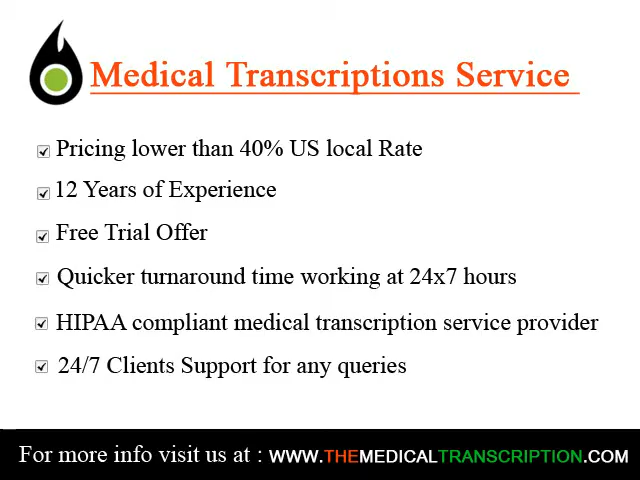 Medical Transcriptions Service
Pricing lower than 40% US local Rate
12 Years of Experience
Free Trial Offer
Quicker turnaround time working at 24x7 hours
HIPAA compliant medical transcription service provider
24/7 Clients Support for any queries
For more info visit us at : WWW.THEMEDICALTRANSCRIPTION.COM